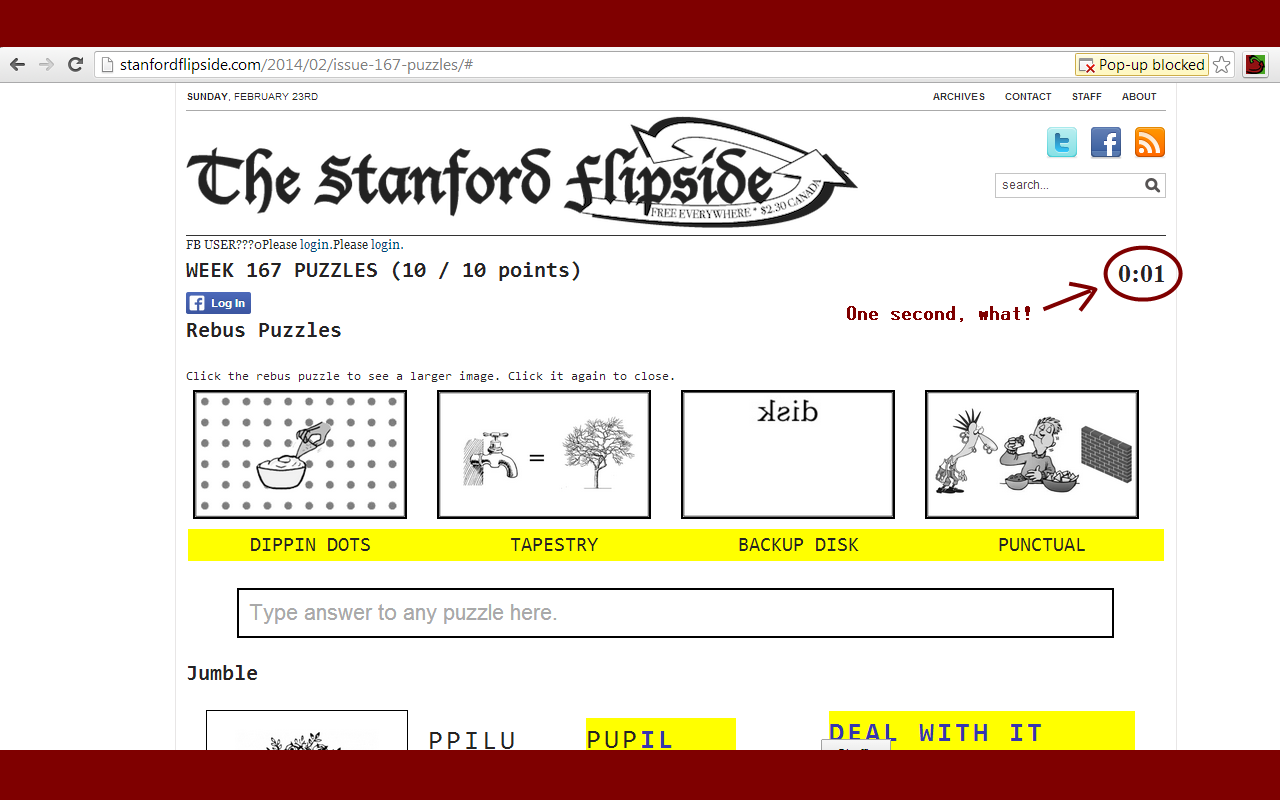 stanfordflipside.com/2014/02/issue-167-puzzles/#
Pop-up blocked
SUNDAY, FEBRUARY 23RD
ARCHIVES CONTACT STAFF ABOUT
The Stanford Flipside
FREE EVERYWHERE * $2.30 CANADA
search...
FB USER???0Please login.Please login.
WEEK 167 PUZZLES (10 / 10 points)
0:01
Log In
One second, what!
Rebus Puzzles
Click the rebus puzzle to see a larger image. Click it again to close.
=
disk
DIPPIN DOTS TAPESTRY BACKUP DISK PUNCTUAL
Type answer to any puzzle here.
Jumble
PPILU PUPIL DEAL WITH IT